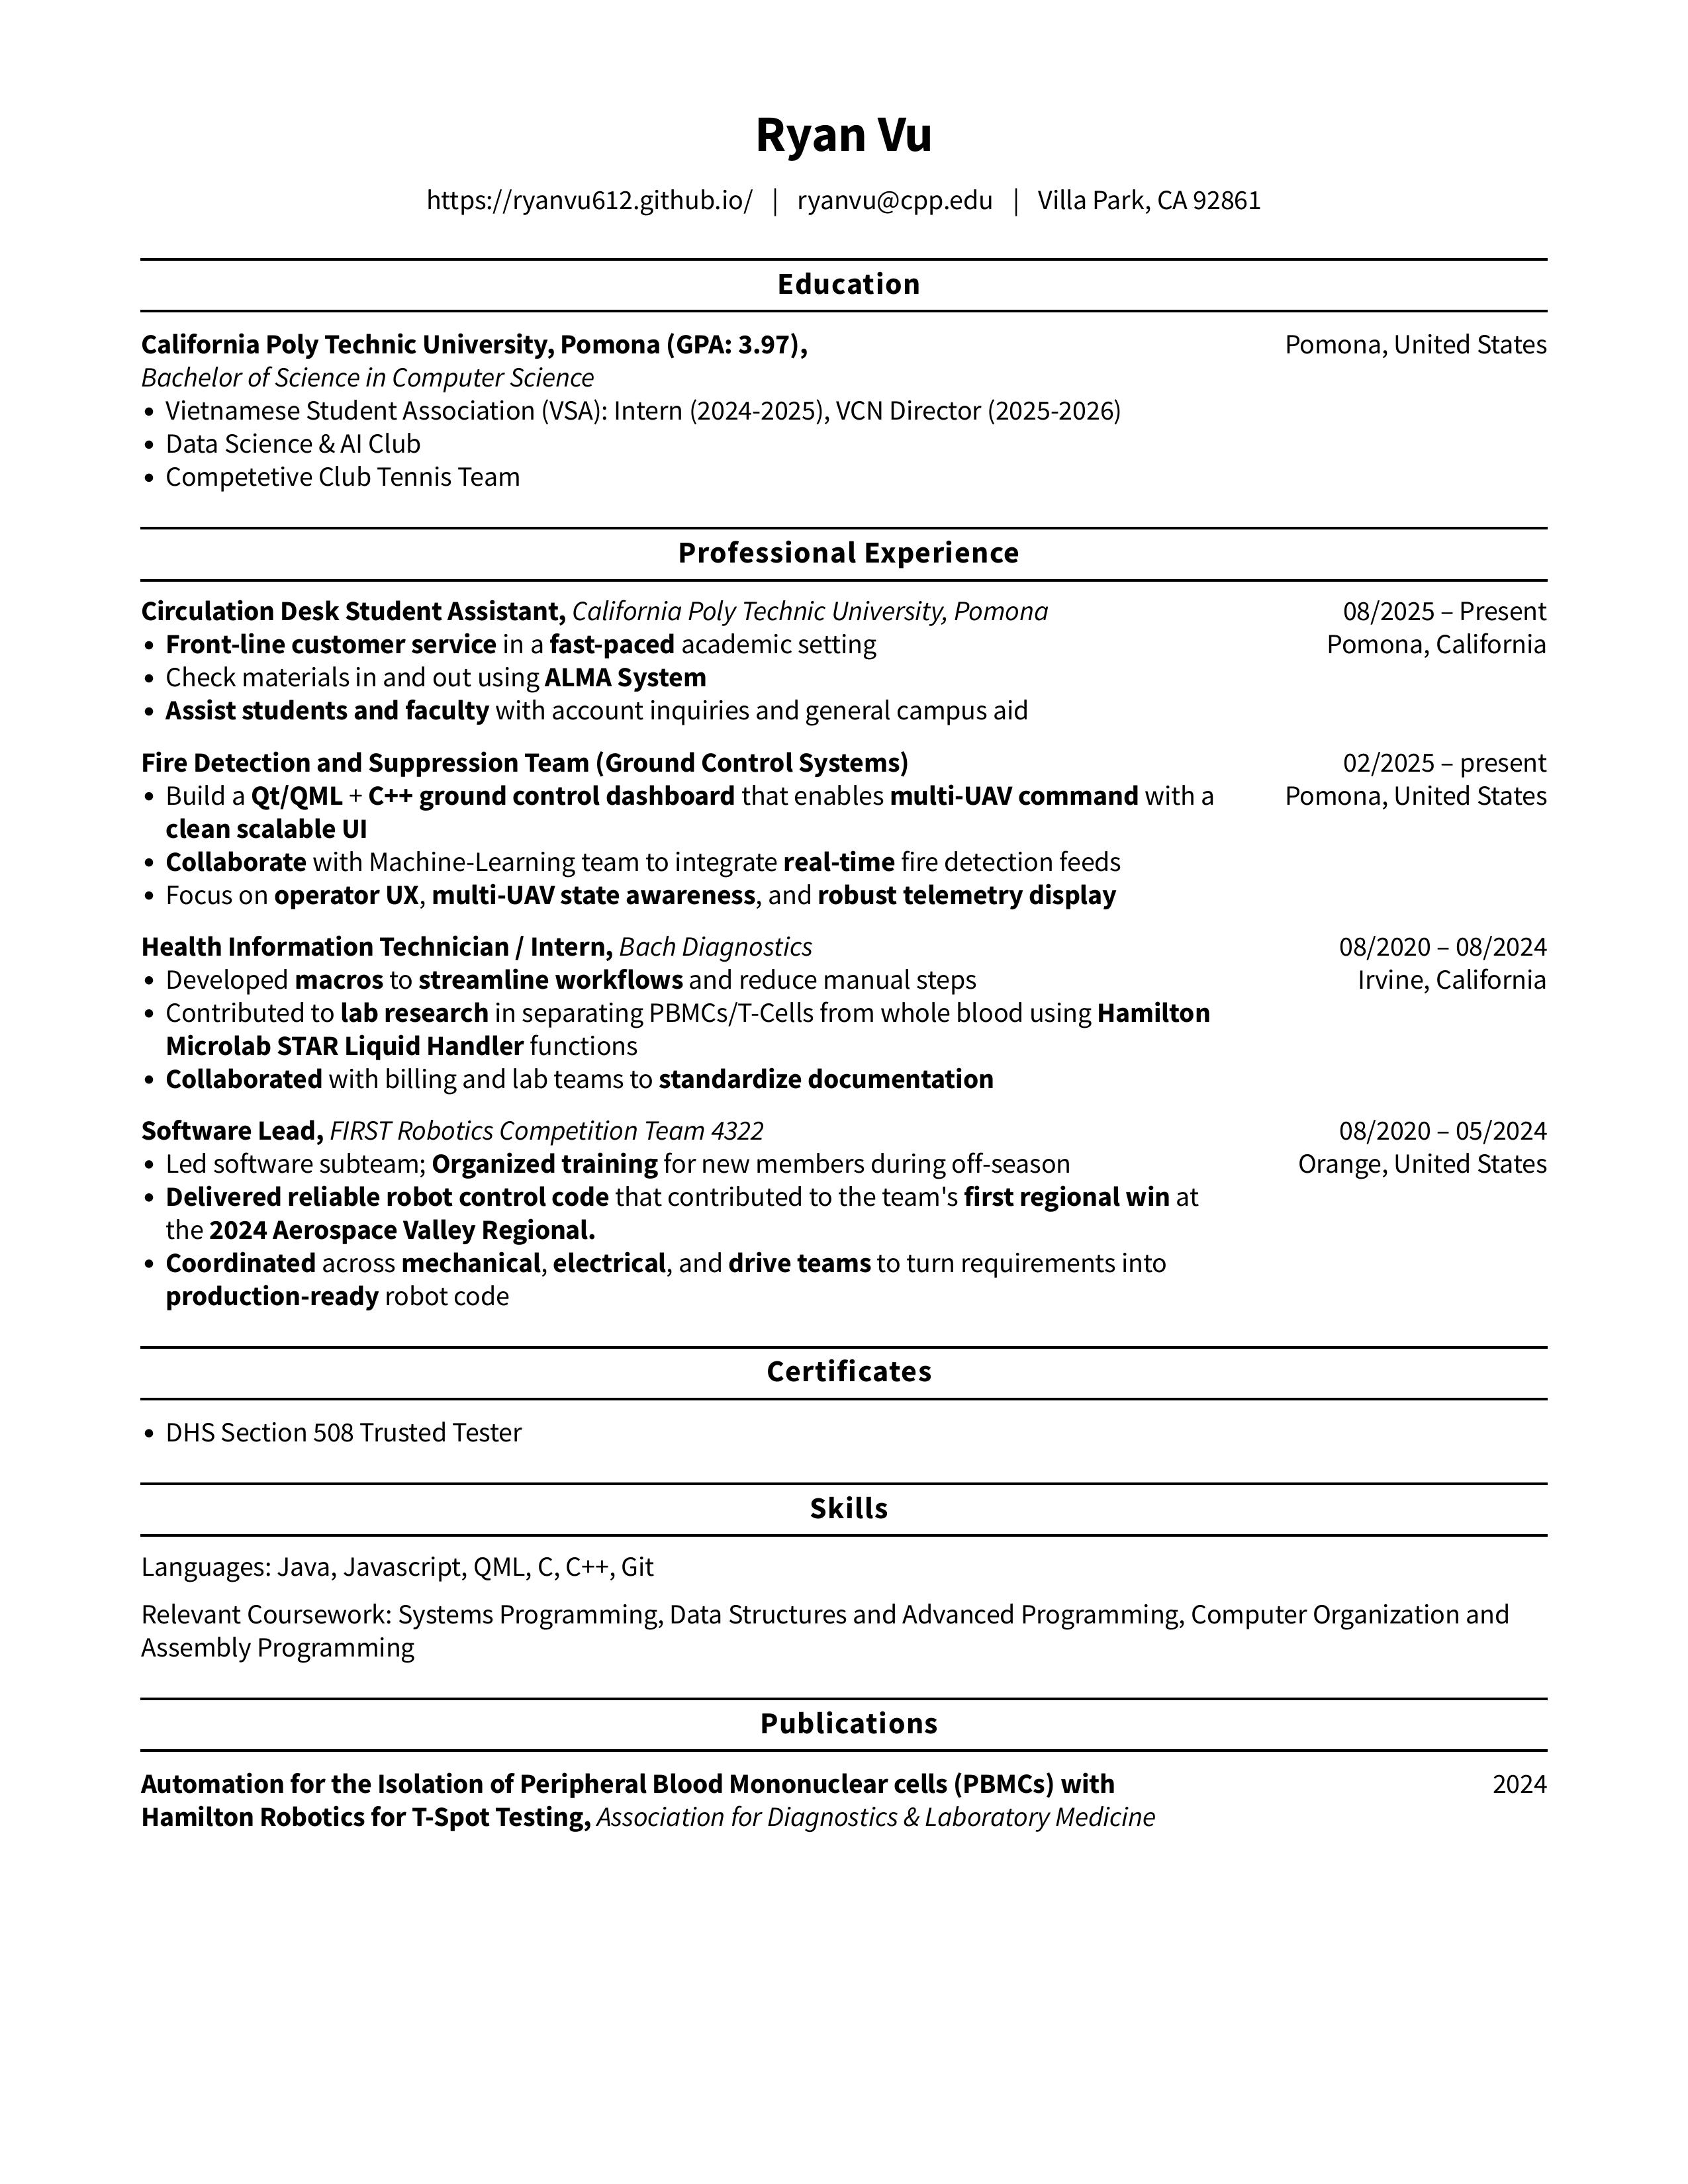 Ryan Vu
https://ryanvu612.github.io/ | ryanvu@cpp.edu | Villa Park, CA 92861
Education
California Poly Technic University, Pomona (GPA: 3.97), Pomona, United States
Bachelor of Science in Computer Science
• Vietnamese Student Association (VSA): Intern (2024-2025), VCN Director (2025-2026)
• Data Science & AI Club
• Competetive Club Tennis Team
Professional Experience
Circulation Desk Student Assistant, California Poly Technic University, Pomona 08/2025 – Present
• Front-line customer service in a fast-paced academic setting Pomona, California
• Check materials in and out using ALMA System
• Assist students and faculty with account inquiries and general campus aid
Fire Detection and Suppression Team (Ground Control Systems) 02/2025 – present
• Build a Qt/QML + C++ ground control dashboard that enables multi-UAV command with a Pomona, United States
clean scalable UI
• Collaborate with Machine-Learning team to integrate real-time fire detection feeds
• Focus on operator UX, multi-UAV state awareness, and robust telemetry display
Health Information Technician / Intern, Bach Diagnostics 08/2020 – 08/2024
• Developed macros to streamline workflows and reduce manual steps Irvine, California
• Contributed to lab research in separating PBMCs/T-Cells from whole blood using Hamilton
Microlab STAR Liquid Handler functions
• Collaborated with billing and lab teams to standardize documentation
Software Lead, FIRST Robotics Competition Team 4322 08/2020 – 05/2024
• Led software subteam; Organized training for new members during off-season Orange, United States
• Delivered reliable robot control code that contributed to the team's first regional win at
the 2024 Aerospace Valley Regional.
• Coordinated across mechanical, electrical, and drive teams to turn requirements into
production-ready robot code
Certificates
• DHS Section 508 Trusted Tester
Skills
Languages: Java, Javascript, QML, C, C++, Git
Relevant Coursework: Systems Programming, Data Structures and Advanced Programming, Computer Organization and
Assembly Programming
Publications
Automation for the Isolation of Peripheral Blood Mononuclear cells (PBMCs) with 2024
Hamilton Robotics for T-Spot Testing, Association for Diagnostics & Laboratory Medicine